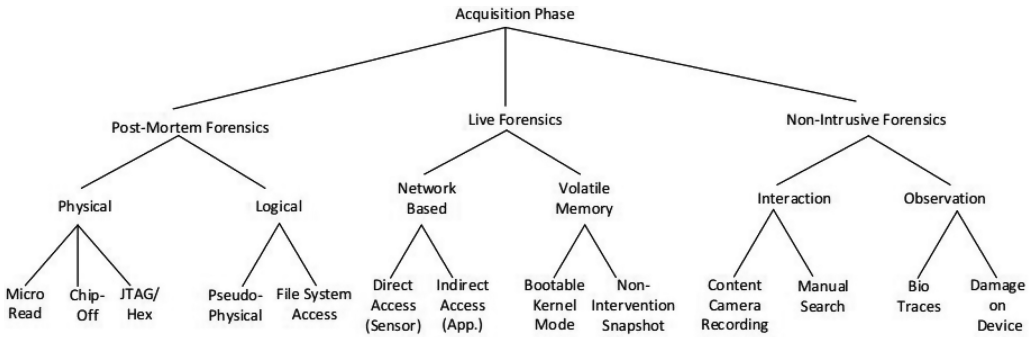 Acquisition Phase
Post-Mortem Forensics
Live Forensics
Non-Intrusive Forensics
Physical
Logical
Network
Based
Volatile
Memory
Interaction
Observation
Micro
Read
Chip-
Off
JTAG/
Hex
Pseudo-
Physical
File System
Access
Direct
Access
(Sensor)
Indirect
Access
(App.)
Bootable
Kernel
Mode
Non-
Intervention
Snapshot
Content
Camera
Recording
Manual
Search
Bio
Traces
Damage
on
Device